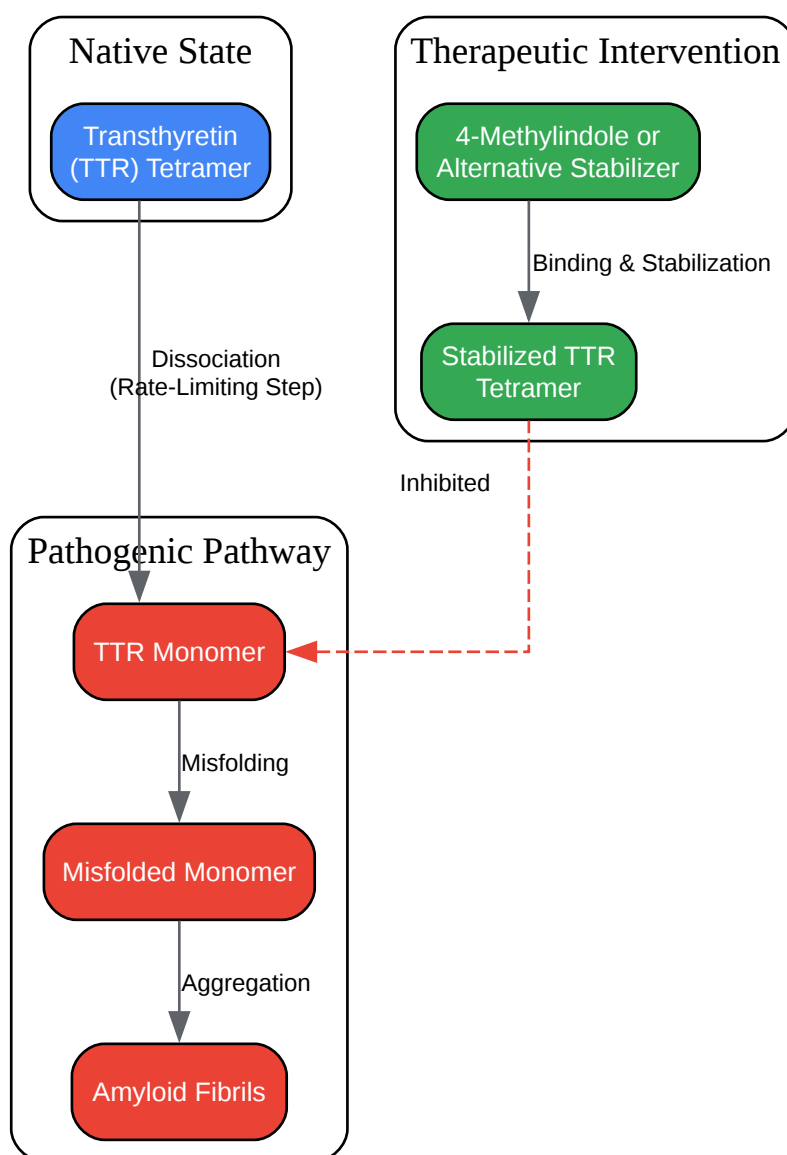 Native State
Transthyretin
(TTR) Tetramer
Therapeutic Intervention
4-Methylindole or
Alternative Stabilizer
Binding & Stabilization
Stabilized TTR
Tetramer
Dissociation
(Rate-Limiting Step)
Inhibited
Pathogenic Pathway
TTR Monomer
Misfolding
Misfolded Monomer
Aggregation
Amyloid Fibrils